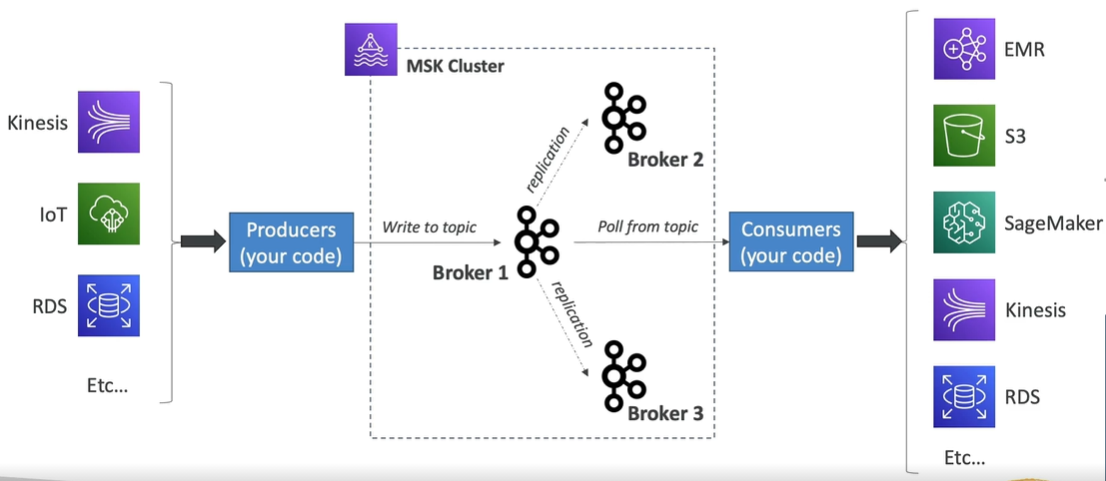 Kinesis
IoT
RDS
Etc...
Producers
(your code)
MSK Cluster
K
Write to topic
Broker 1
replication
Broker 2
replication
Broker 3
Poll from topic
Consumers
(your code)
EMR
S3
SageMaker
Kinesis
RDS
Etc...